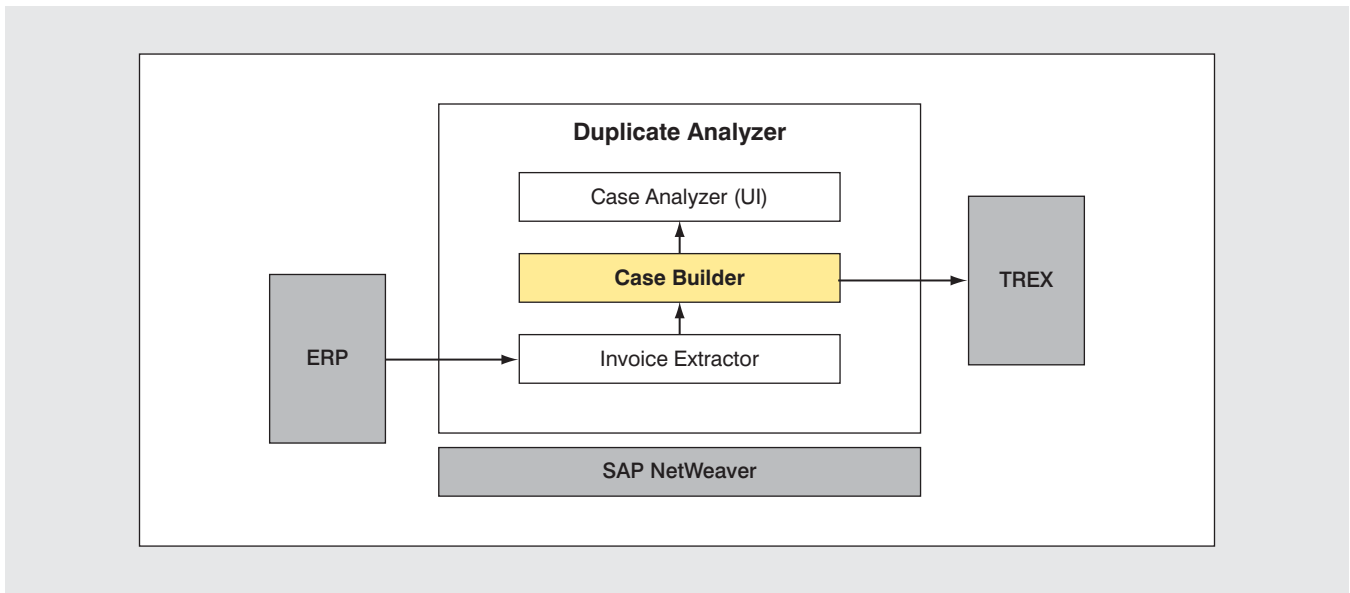 Duplicate Analyzer
Case Analyzer (UI)
Case Builder
TREX
ERP
Invoice Extractor
SAP NetWeaver